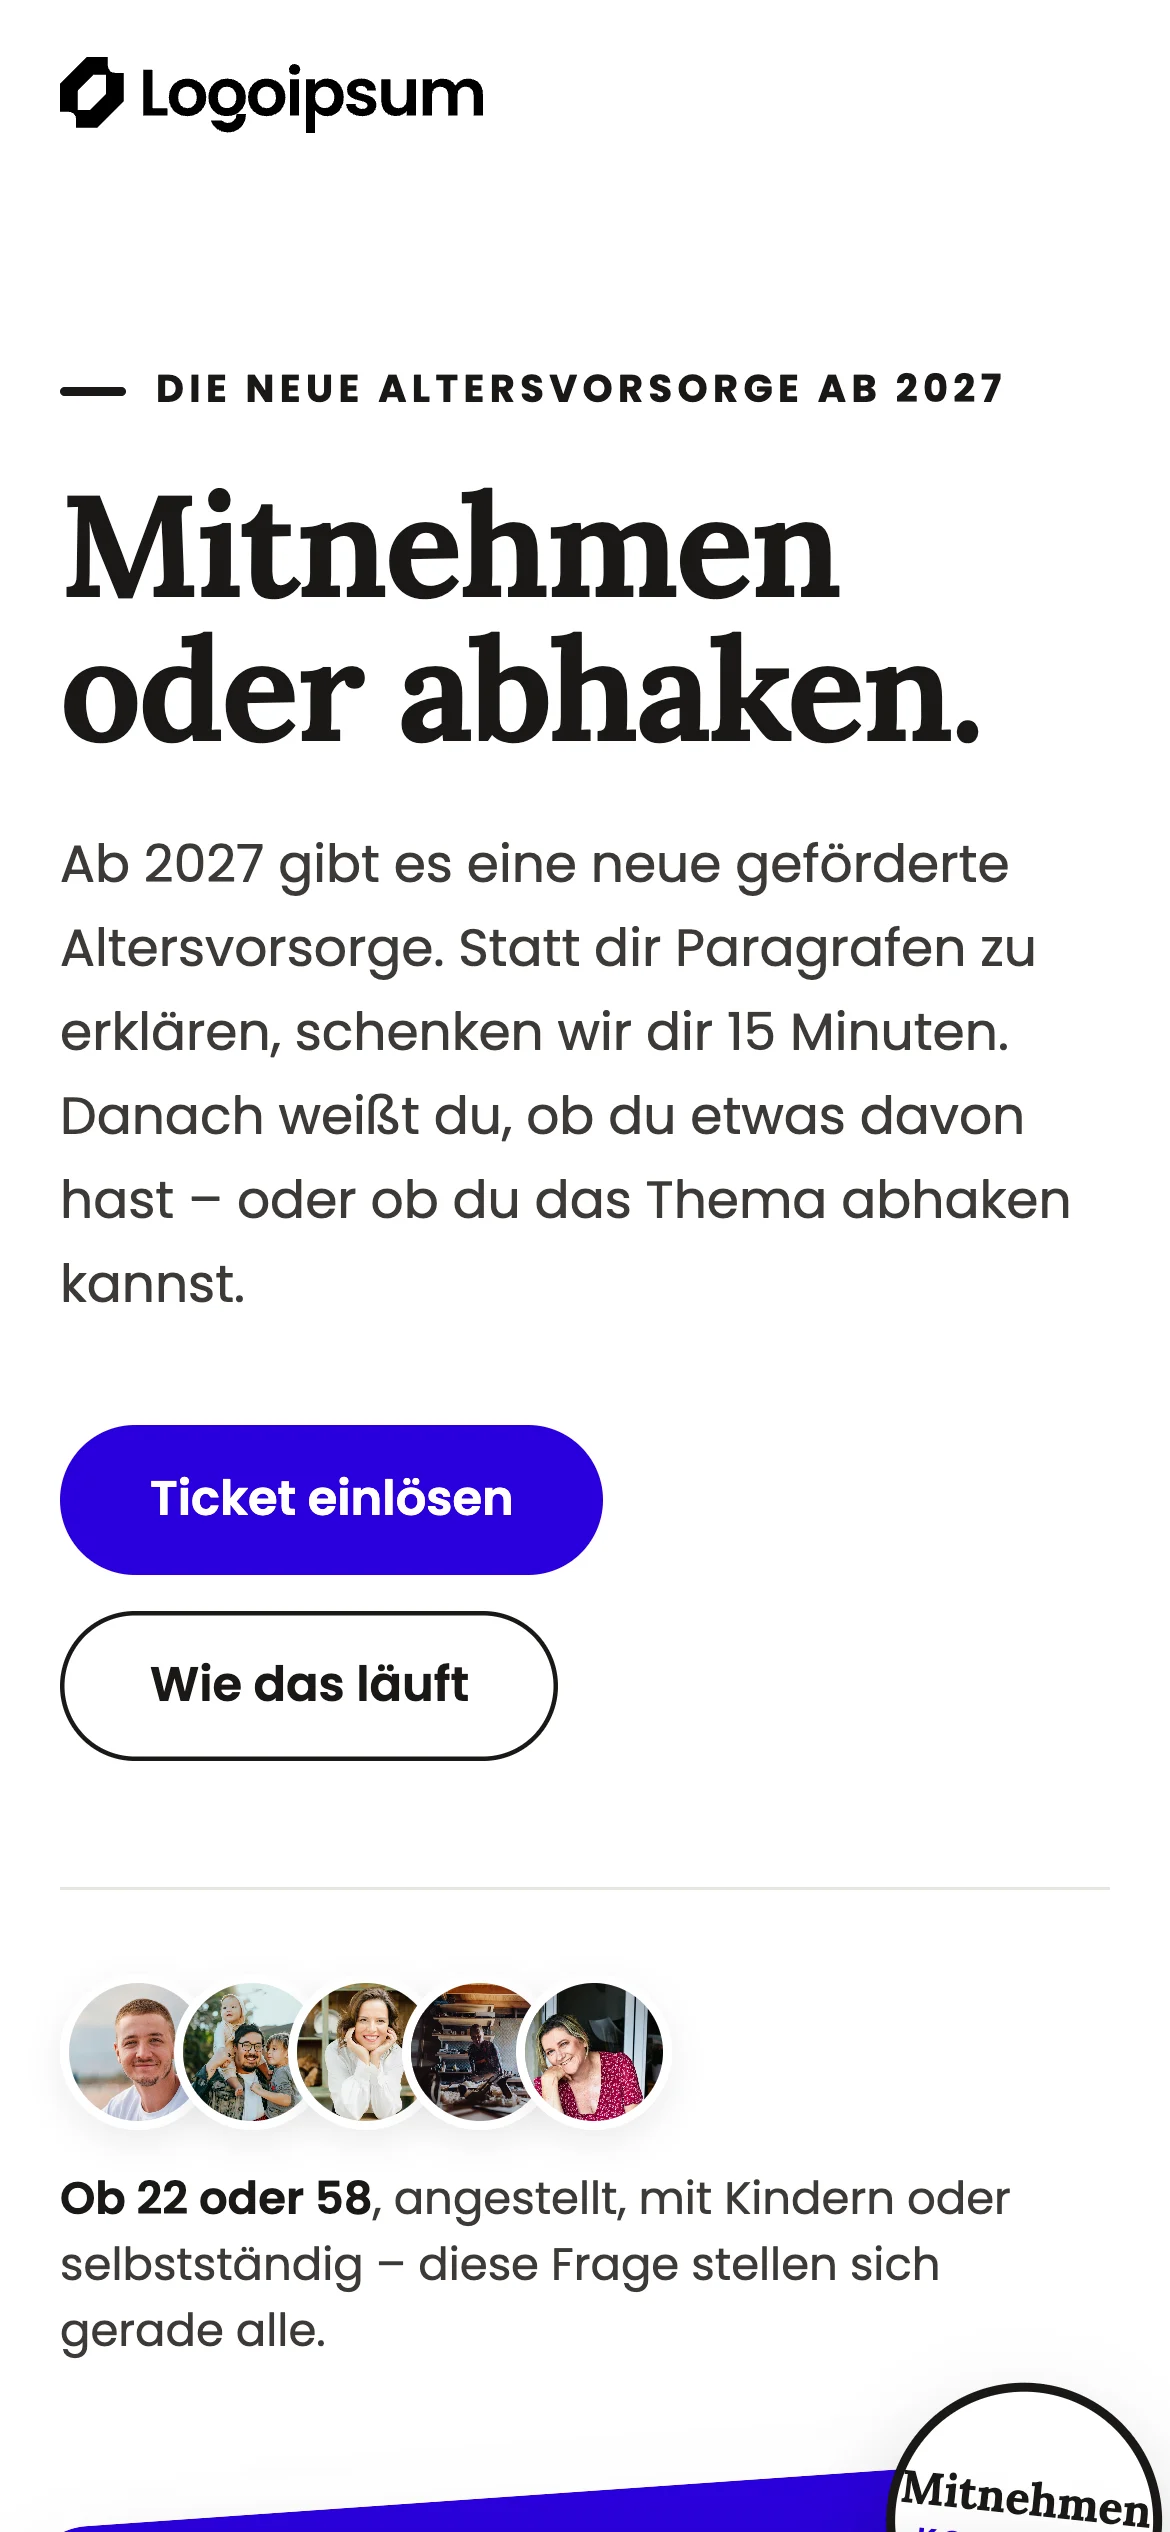 Logoipsum
DIE NEUE ALTERSVORSORGE AB 2027
Mitnehmen
oder abhaken.
Ab 2027 gibt es eine neue geförderte
Altersvorsorge. Statt dir Paragrafen zu
erklären, schenken wir dir 15 Minuten.
Danach weißt du, ob du etwas davon
hast – oder ob du das Thema abhaken
kannst.
Ticket einlösen
Wie das läuft
Ob 22 oder 58, angestellt, mit Kindern oder
selbstständig – diese Frage stellen sich
gerade alle.
Mitnehmen